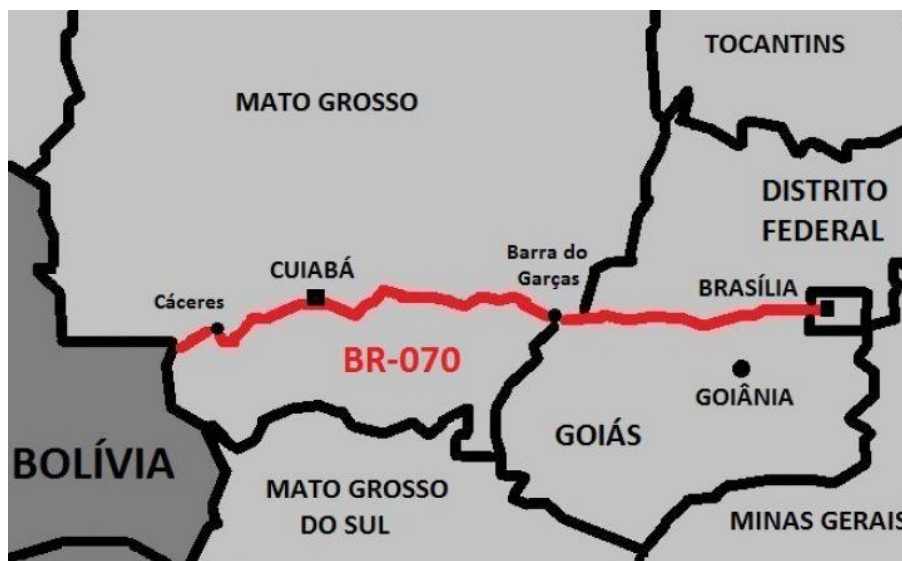 TOCANTINS
MATO GROSSO
DISTRITO
FEDERAL
Barra do
Garças
CUIABÁ
BRASÍLIA
Cáceres
BR-070
GOIÂNIA
GOIÁS
BOLÍVIA
MATO GROSSO
DO SUL
MINAS GERAIS